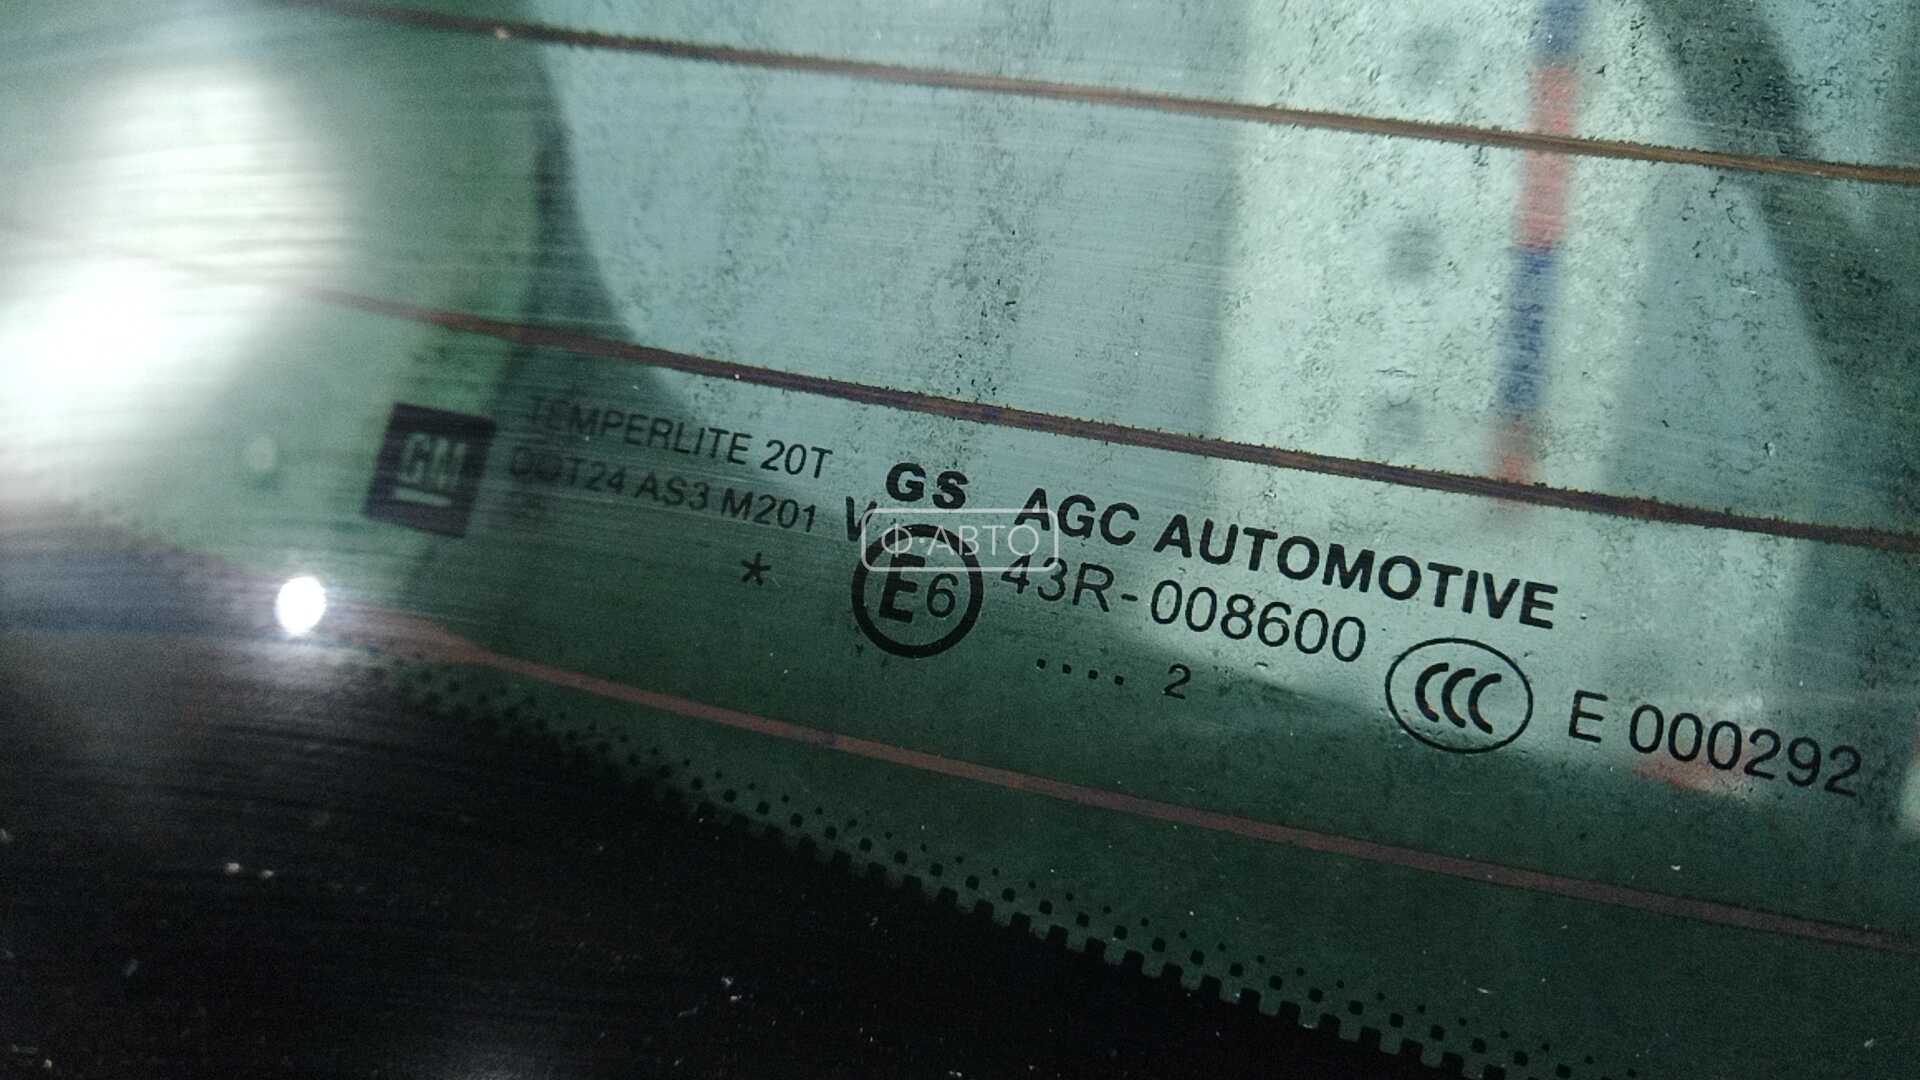 GM
TEMPERLITE 20T
DOT24 AS3 M201 V
*
GS AGC AUTOMOTIVE
E6 43R-008600
.... 2
CCC E 000292
Ф·АВТО